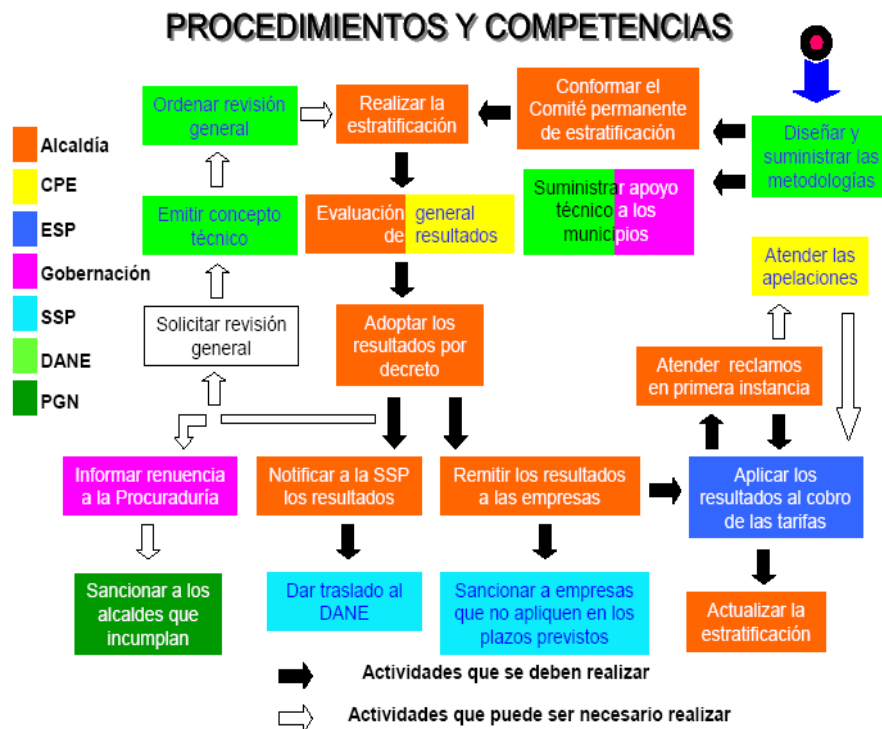 PROCEDIMIENTOS Y COMPETENCIAS
Ordenar revisión
general
Realizar la
estratificación
Conformar el
Comité permanente
de estratificación
Diseñar y
suministrar las
metodologías
Alcaldía
CPE
ESP
Gobernación
SSP
DANE
PGN
Emitir concepto
técnico
Evaluación general
de resultados
Suministrar apoyo
técnico a los
municipios
Atender las
apelaciones
Solicitar revisión
general
Adoptar los
resultados por
decreto
Atender reclamos
en primera instancia
Informar renuencia
a la Procuraduría
Notificar a la SSP
los resultados
Remitir los resultados
a las empresas
Aplicar los
resultados al cobro
de las tarifas
Sancionar a los
alcaldes que
incumplan
Dar traslado al
DANE
Sancionar a empresas
que no apliquen en los
plazos previstos
Actualizar la
estratificación
Actividades que se deben realizar
Actividades que puede ser necesario realizar